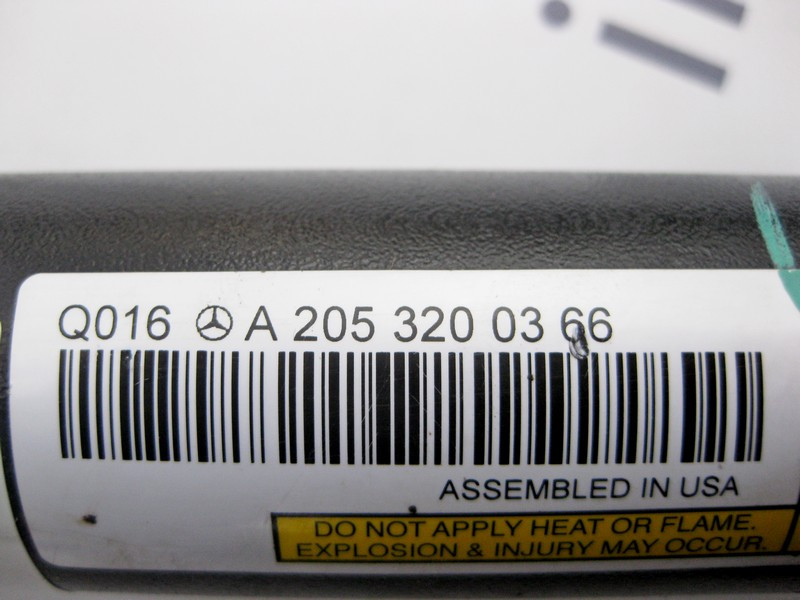 Q016 A 205 320 03 66
ASSEMBLED IN USA
DO NOT APPLY HEAT OR FLAME.
EXPLOSION & INJURY MAY OCCUR.